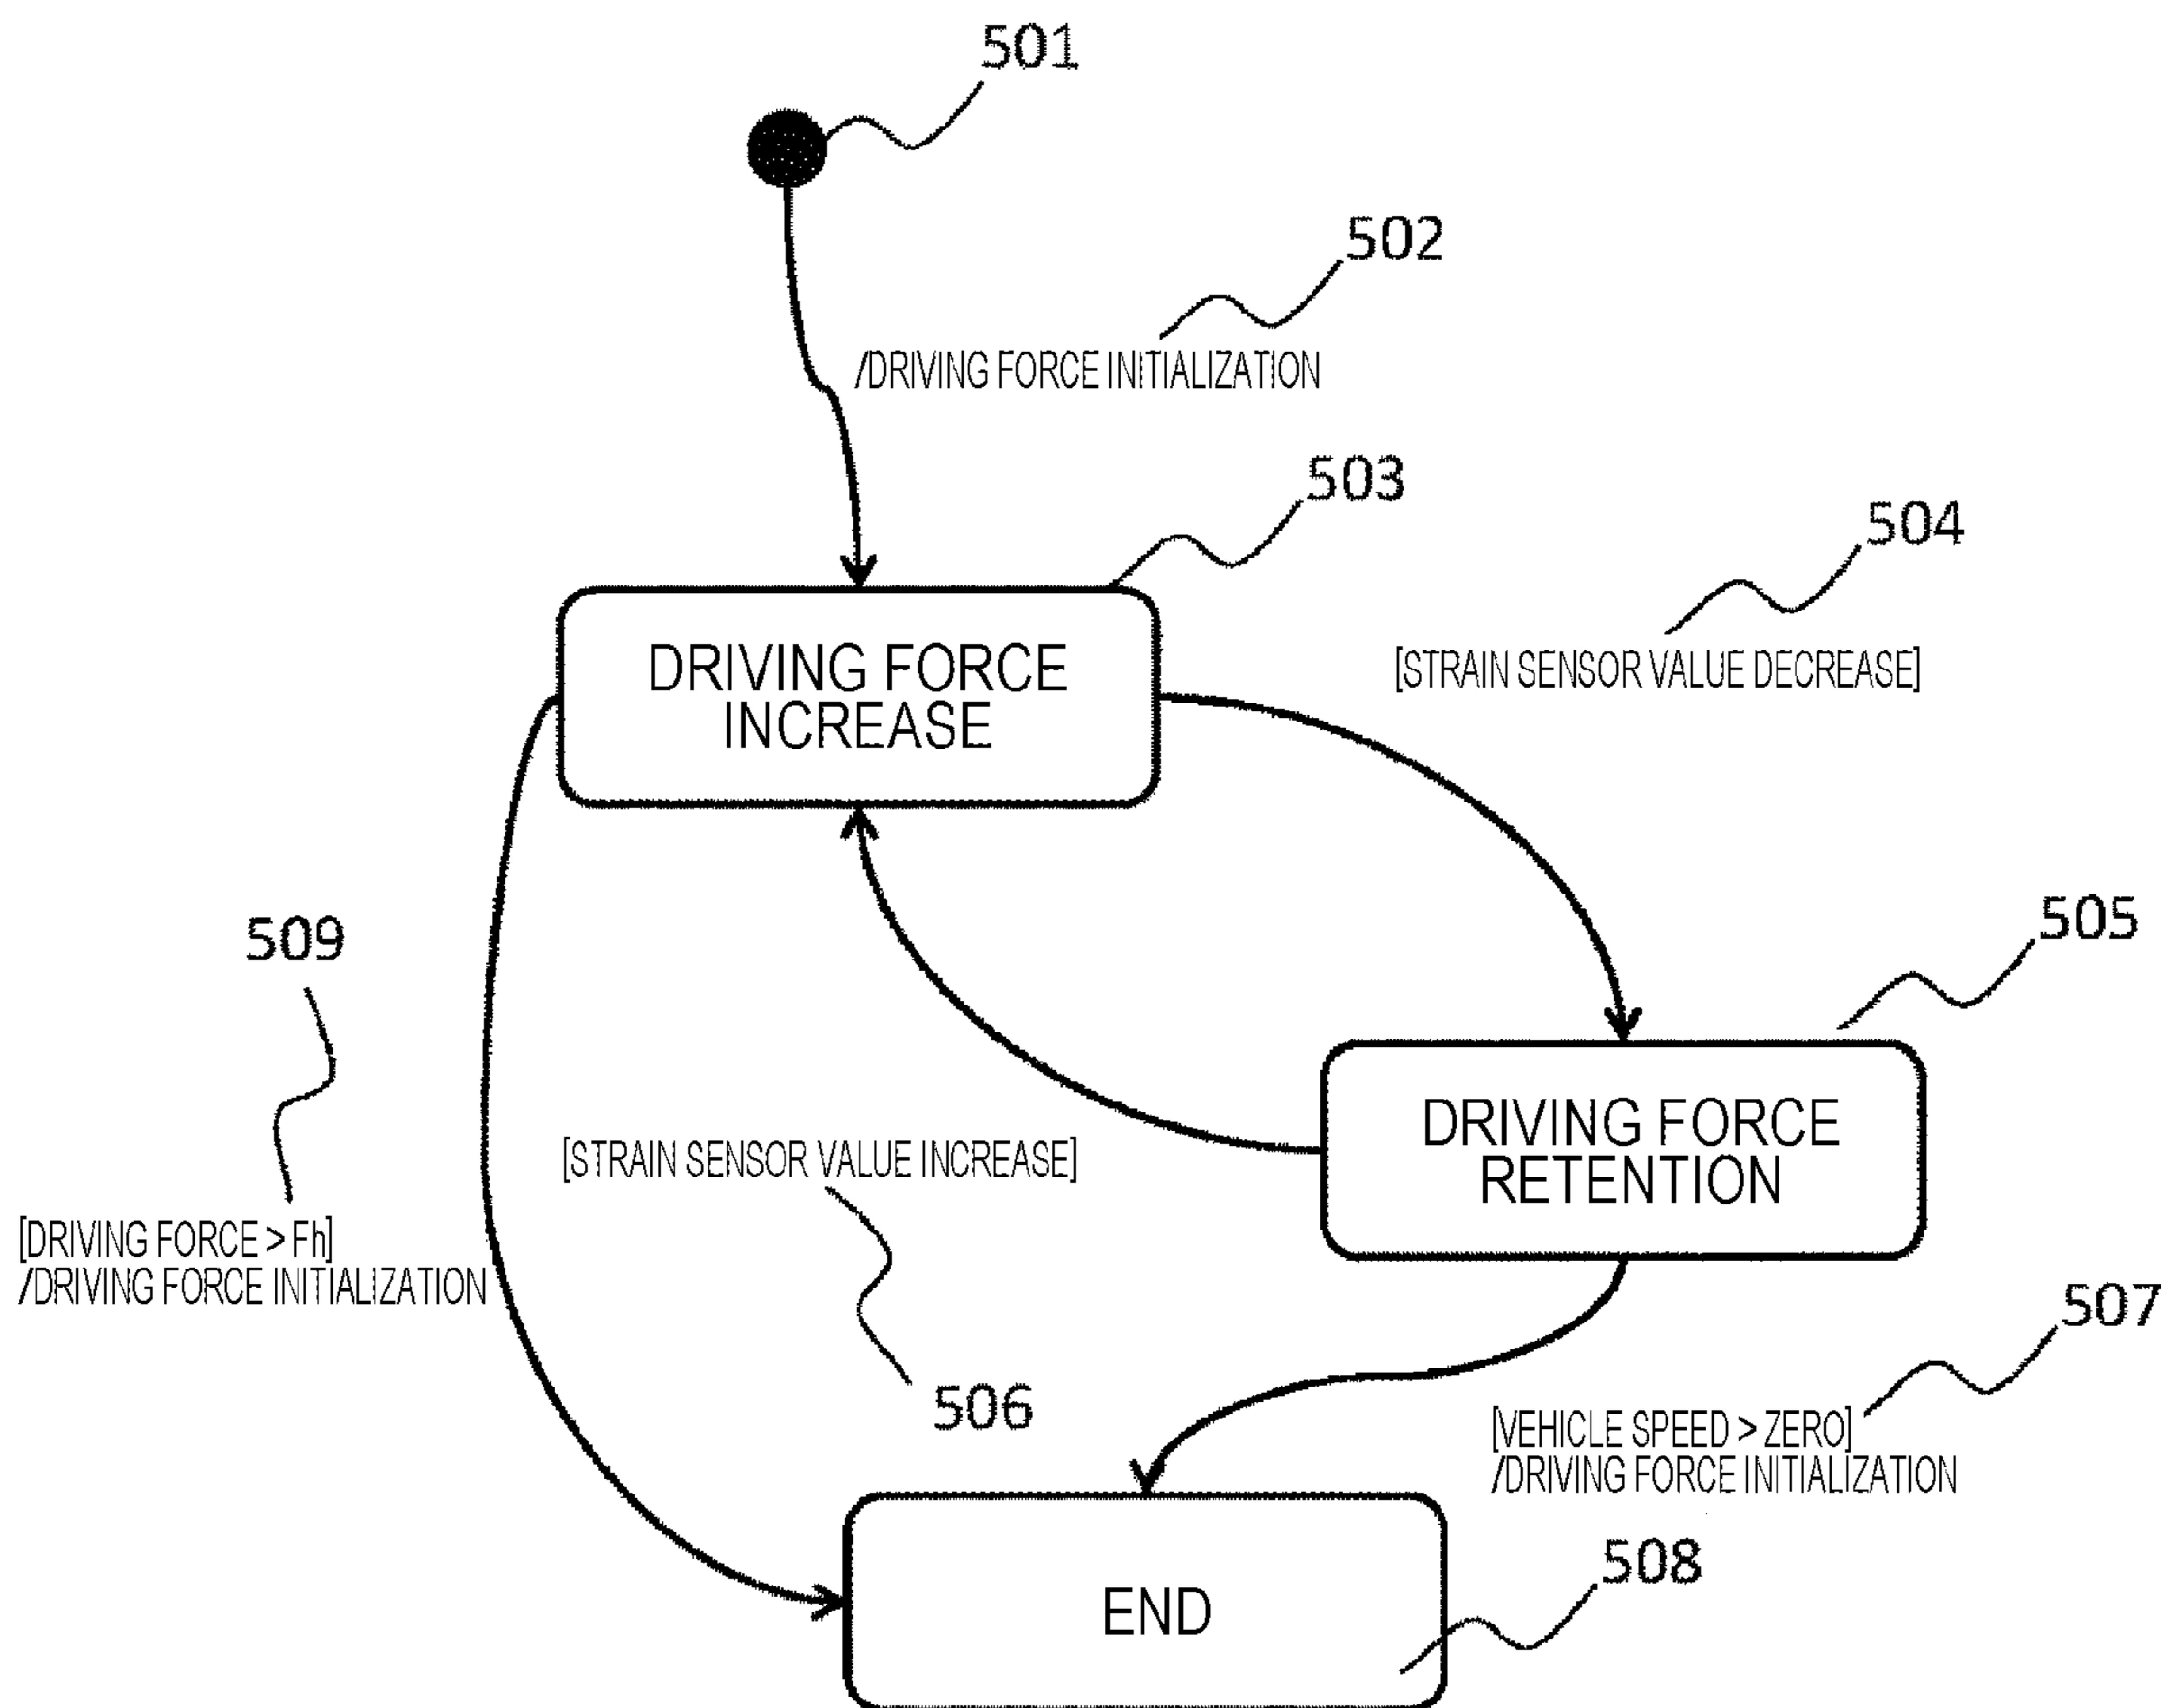 501
502
/DRIVING FORCE INITIALIZATION
503
504
[STRAIN SENSOR VALUE DECREASE]
DRIVING FORCE
INCREASE
505
509
DRIVING FORCE
RETENTION
[STRAIN SENSOR VALUE INCREASE]
[DRIVING FORCE > Fh]
/DRIVING FORCE INITIALIZATION
507
506
[VEHICLE SPEED > ZERO]
/DRIVING FORCE INITIALIZATION
508
END